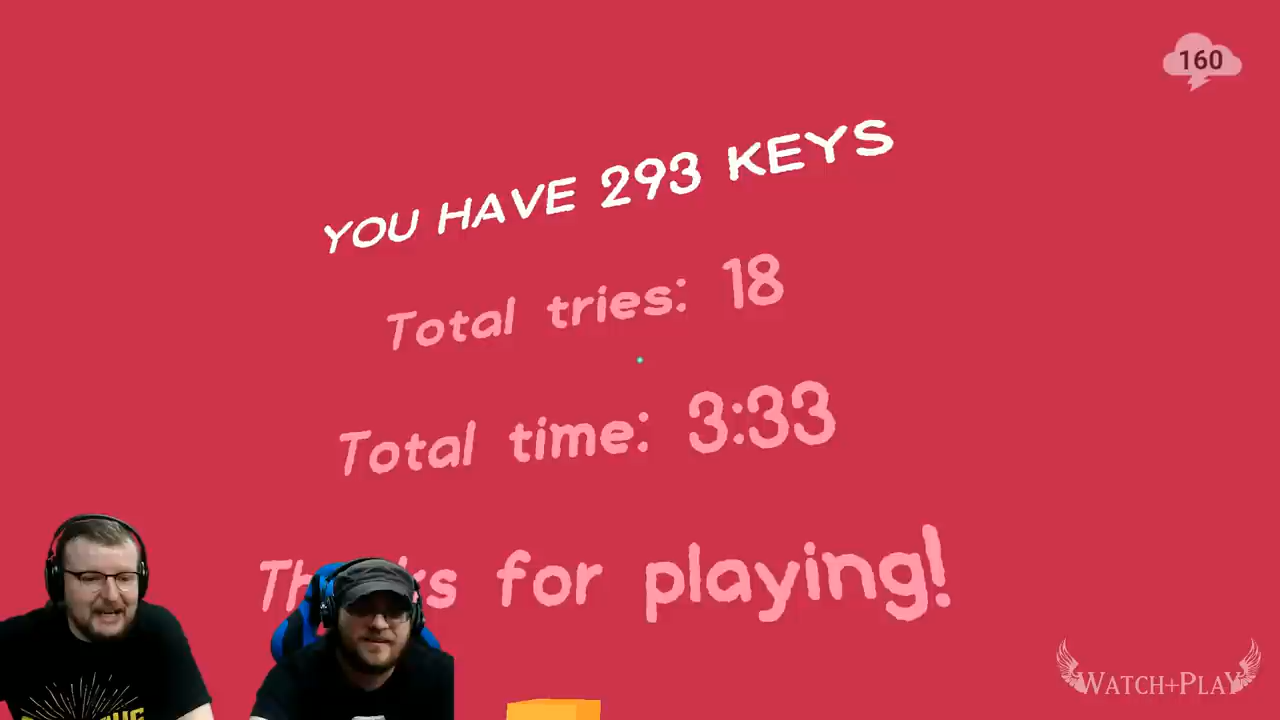 160
YOU HAVE 293 KEYS
Total tries: 18
Total time: 3:33
for playing!
WATCH+PLAY